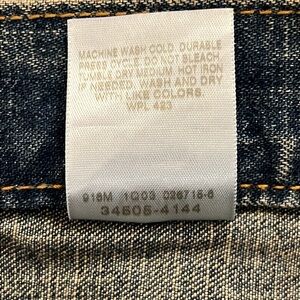 MACHINE WASH COLD. DURABLE
PRESS CYCLE. DO NOT BLEACH.
TUMBLE DRY MEDIUM. HOT IRON
IF NEEDED. WASH AND DRY
WITH LIKE COLORS.
WPL 423
918M 1Q03 026715-6
34505-4144